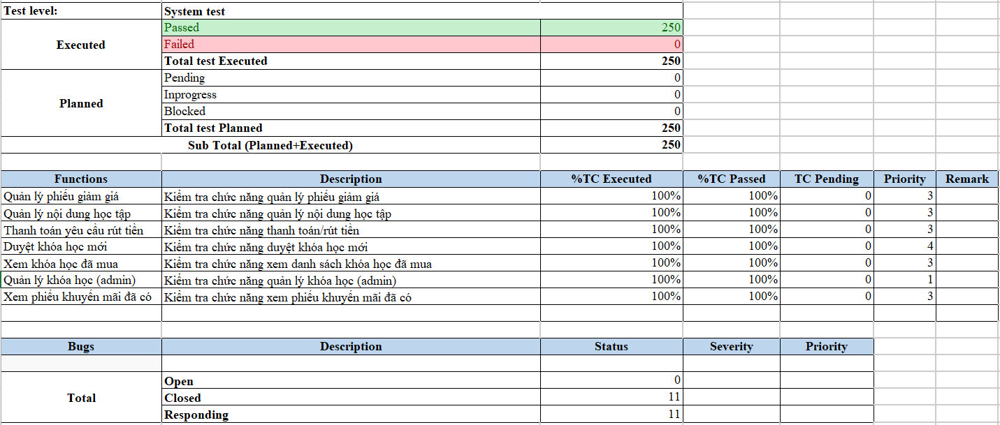 Test level: System test
Executed
Passed 250
Failed 0
Total test Executed 250
Planned
Pending 0
Inprogress 0
Blocked 0
Total test Planned 250
Sub Total (Planned+Executed) 250
Functions Description %TC Executed %TC Passed TC Pending Priority Remark
Quản lý phiếu giảm giá Kiểm tra chức năng quản lý phiếu giảm giá 100% 100% 0 3
Quản lý nội dung học tập Kiểm tra chức năng quản lý nội dung học tập 100% 100% 0 3
Thanh toán yêu cầu rút tiền Kiểm tra chức năng thanh toán/rút tiền 100% 100% 0 3
Duyệt khóa học mới Kiểm tra chức năng duyệt khóa học mới 100% 100% 0 4
Xem khóa học đã mua Kiểm tra chức năng xem danh sách khóa học đã mua 100% 100% 0 3
Quản lý khóa học (admin) Kiểm tra chức năng quản lý khóa học (admin) 100% 100% 0 1
Xem phiếu khuyến mãi đã có Kiểm tra chức năng xem phiếu khuyến mãi đã có 100% 100% 0 3
Bugs Description Status Severity Priority
Total
Open 0
Closed 11
Responding 11